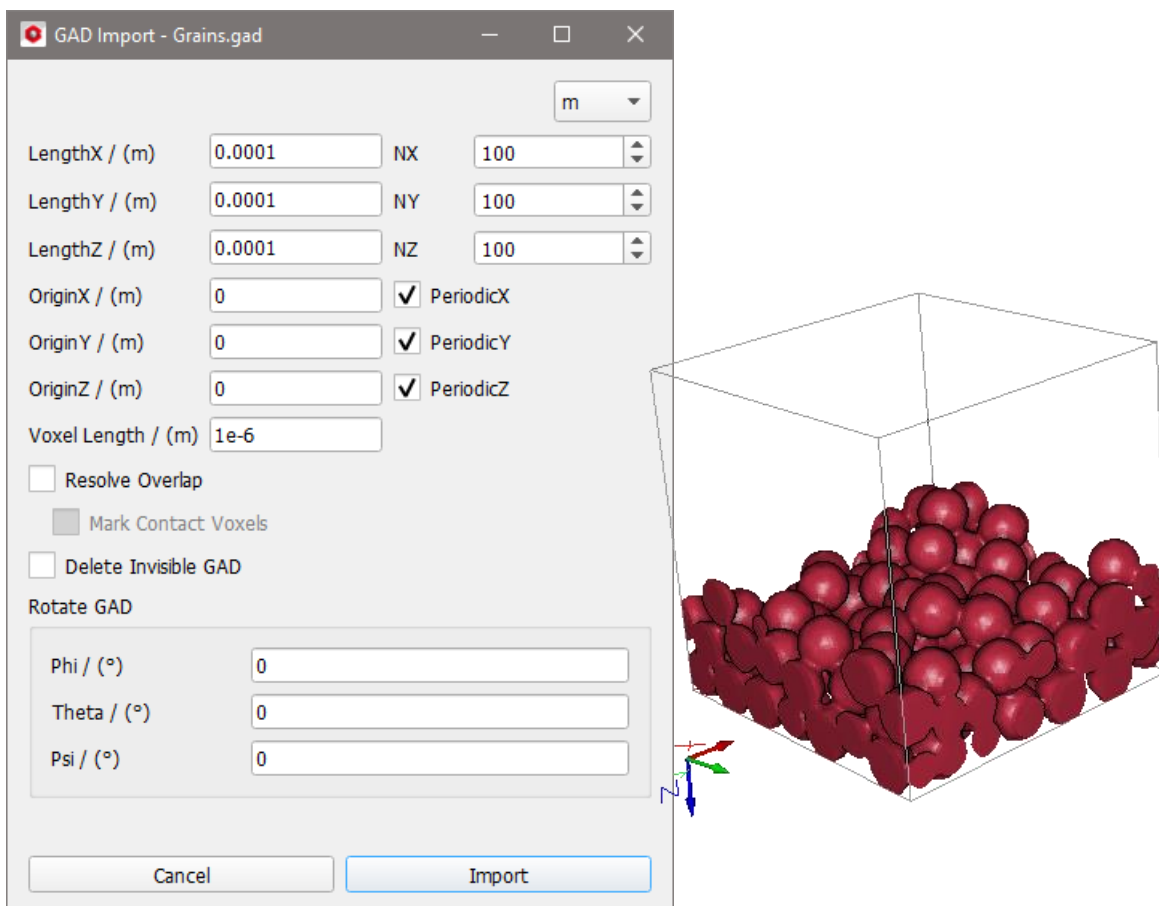 GAD Import - Grains.gad
m
LengthX / (m) 0.0001 NX 100
LengthY / (m) 0.0001 NY 100
LengthZ / (m) 0.0001 NZ 100
OriginX / (m) 0 PeriodicX
OriginY / (m) 0 PeriodicY
OriginZ / (m) 0 PeriodicZ
Voxel Length / (m) 1e-6
Resolve Overlap
Mark Contact Voxels
Delete Invisible GAD
Rotate GAD
Phi / (°) 0
Theta / (°) 0
Psi / (°) 0
Z
Cancel Import